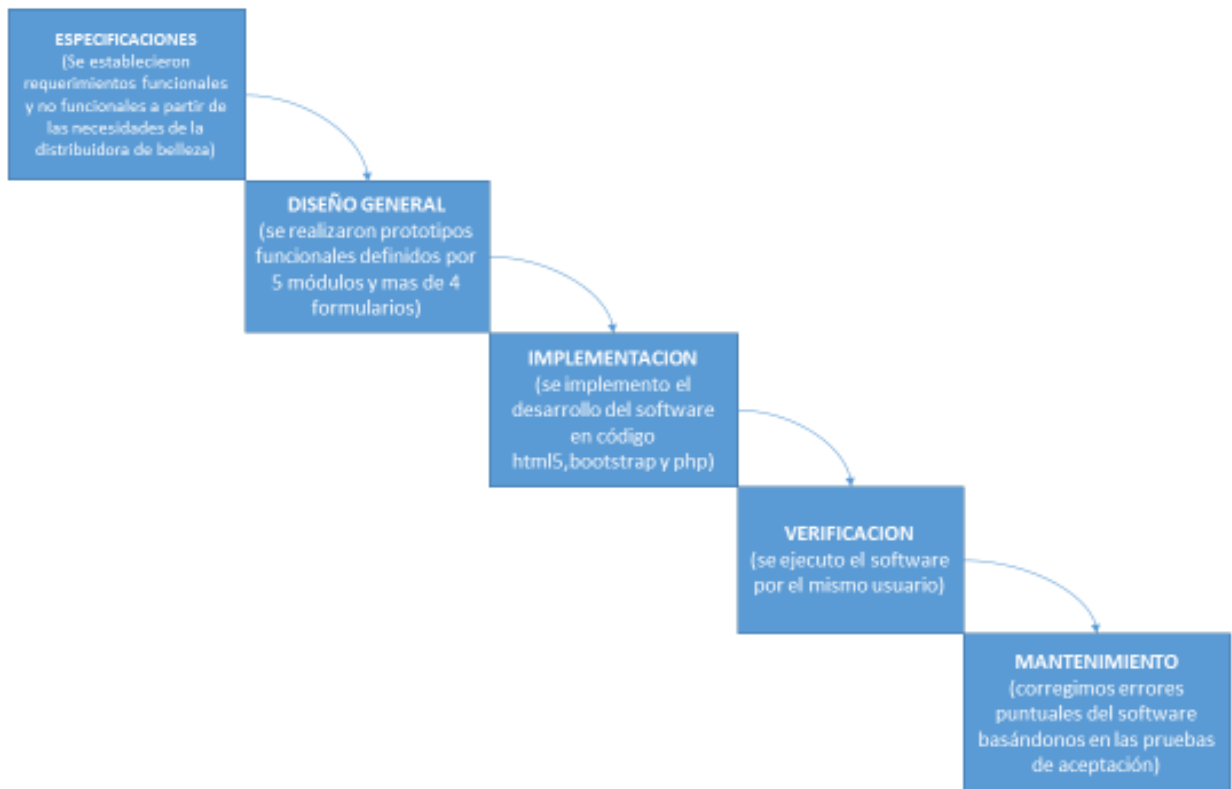 ESPECIFICACIONES
(Se establecieron
requerimientos funcionales
y no funcionales a partir de
las necesidades de la
distribuidora de belleza)
DISEÑO GENERAL
(se realizaron prototipos
funcionales definidos por
5 módulos y mas de 4
formularios)
IMPLEMENTACION
(se implemento el
desarrollo del software
en código
html5,bootstrap y php)
VERIFICACION
(se ejecuto el software
por el mismo usuario)
MANTENIMIENTO
(corregimos errores
puntuales del software
basándonos en las pruebas
de aceptación)